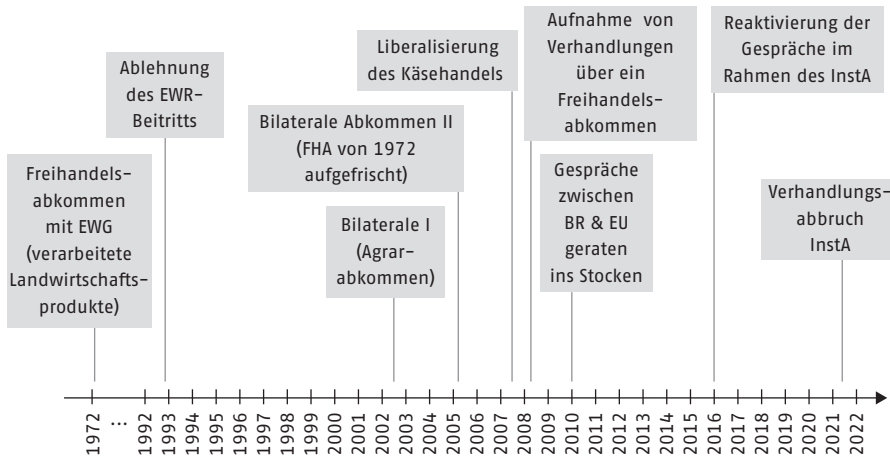 Freihandels-
abkommen
mit EWG
(verarbeitete
Landwirtschafts-
produkte)
Ablehnung
des EWR-
Beitritts
Bilaterale Abkommen II
(FHA von 1972
aufgefrischt)
Bilaterale I
(Agrar-
abkommen)
Liberalisierung
des Käsehandels
Aufnahme von
Verhandlungen
über ein
Freihandels-
abkommen
Gespräche
zwischen
BR & EU
geraten
ins Stocken
Reaktivierung der
Gespräche im
Rahmen des InstA
Verhandlungs-
abbruch
InstA
1972
...
1992
1993
1994
1995
1996
1997
1998
1999
2000
2001
2002
2003
2004
2005
2006
2007
2008
2009
2010
2011
2012
2013
2014
2015
2016
2017
2018
2019
2020
2021
2022